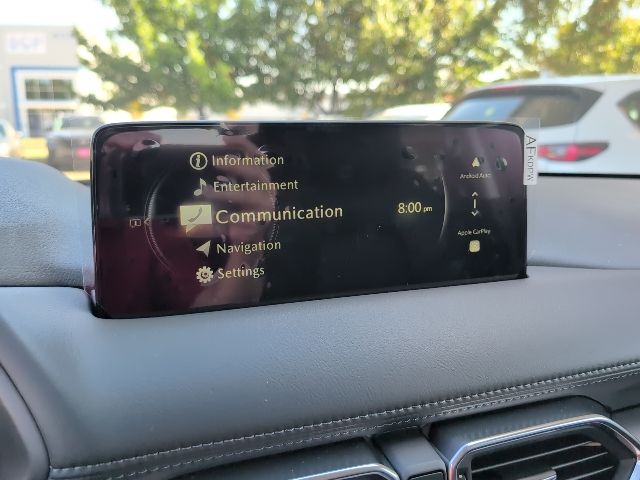 Information
Entertainment
Communication
Navigation
Settings
8:00 pm
Android Auto
Apple CarPlay